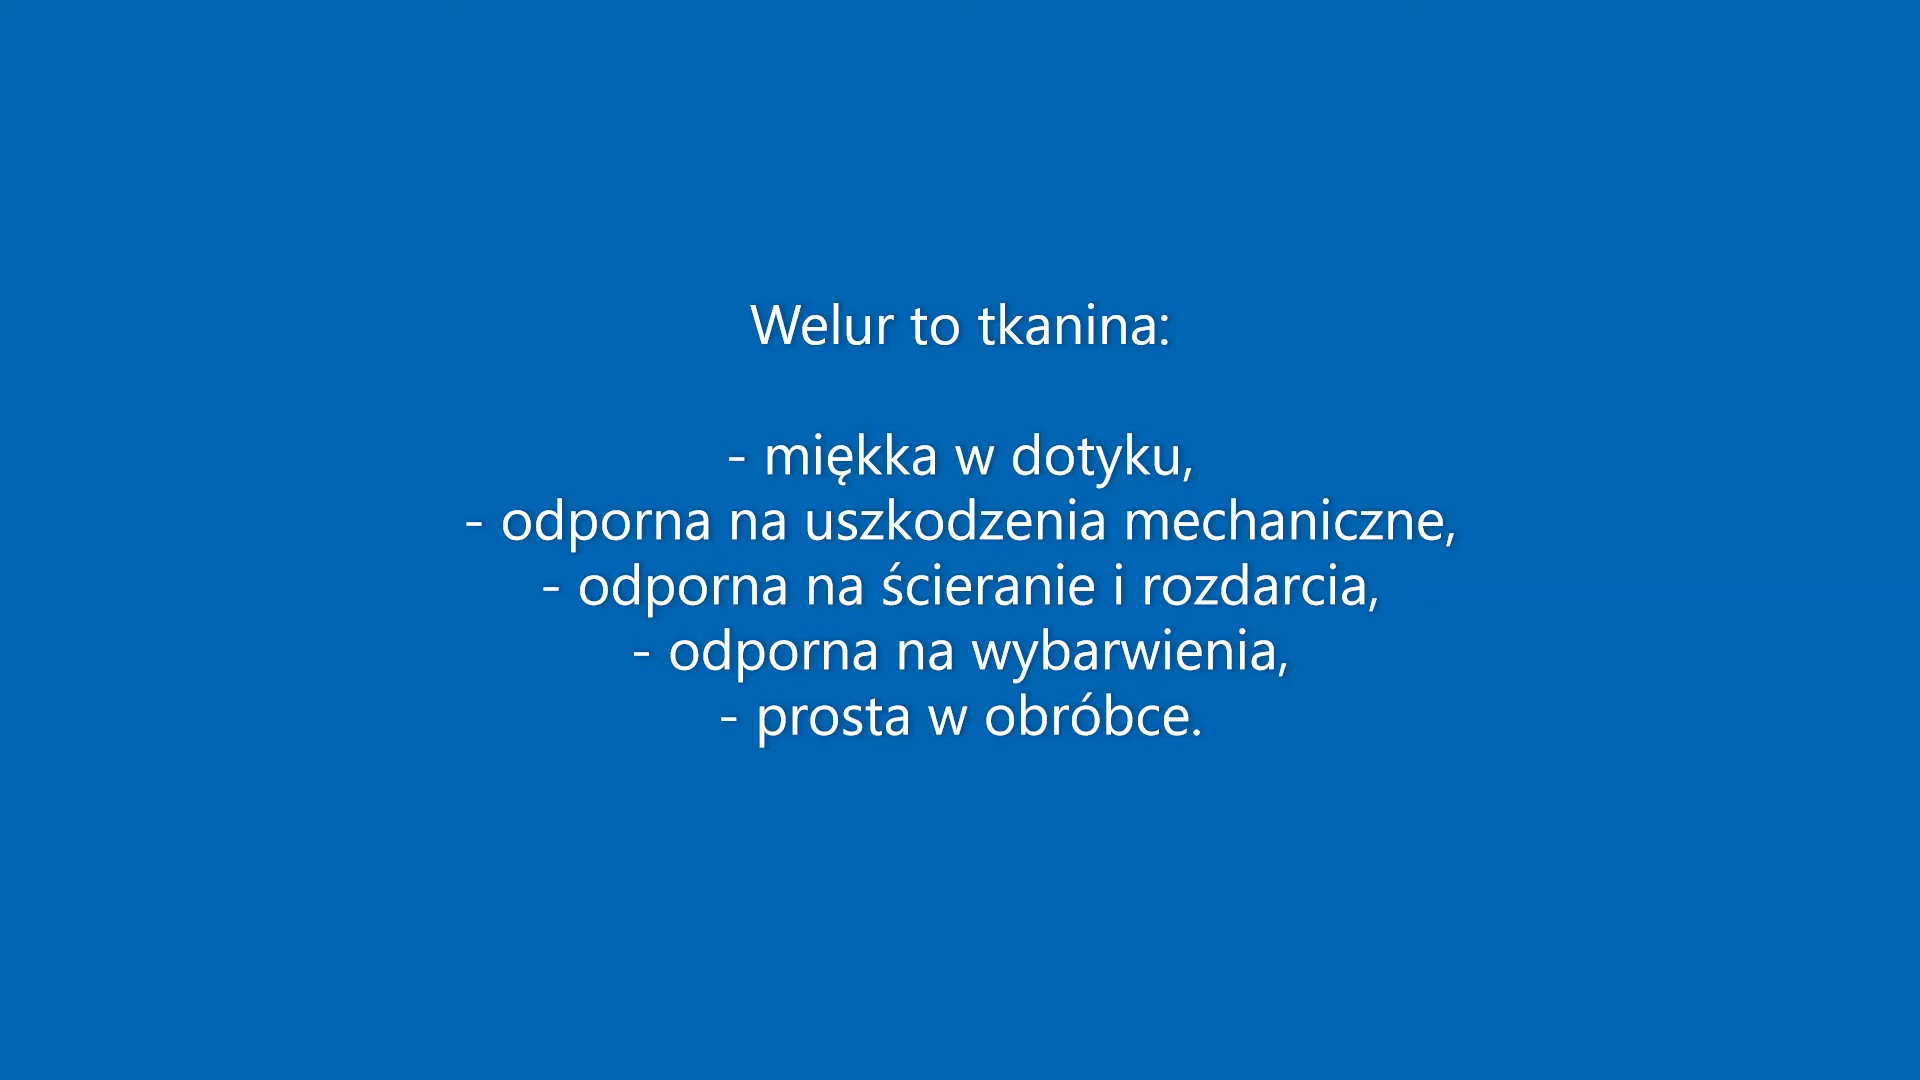 Welur to tkanina:
- miękka w dotyku,
- odporna na uszkodzenia mechaniczne,
- odporna na ścieranie i rozdarcia,
- odporna na wybarwienia,
- prosta w obróbce.